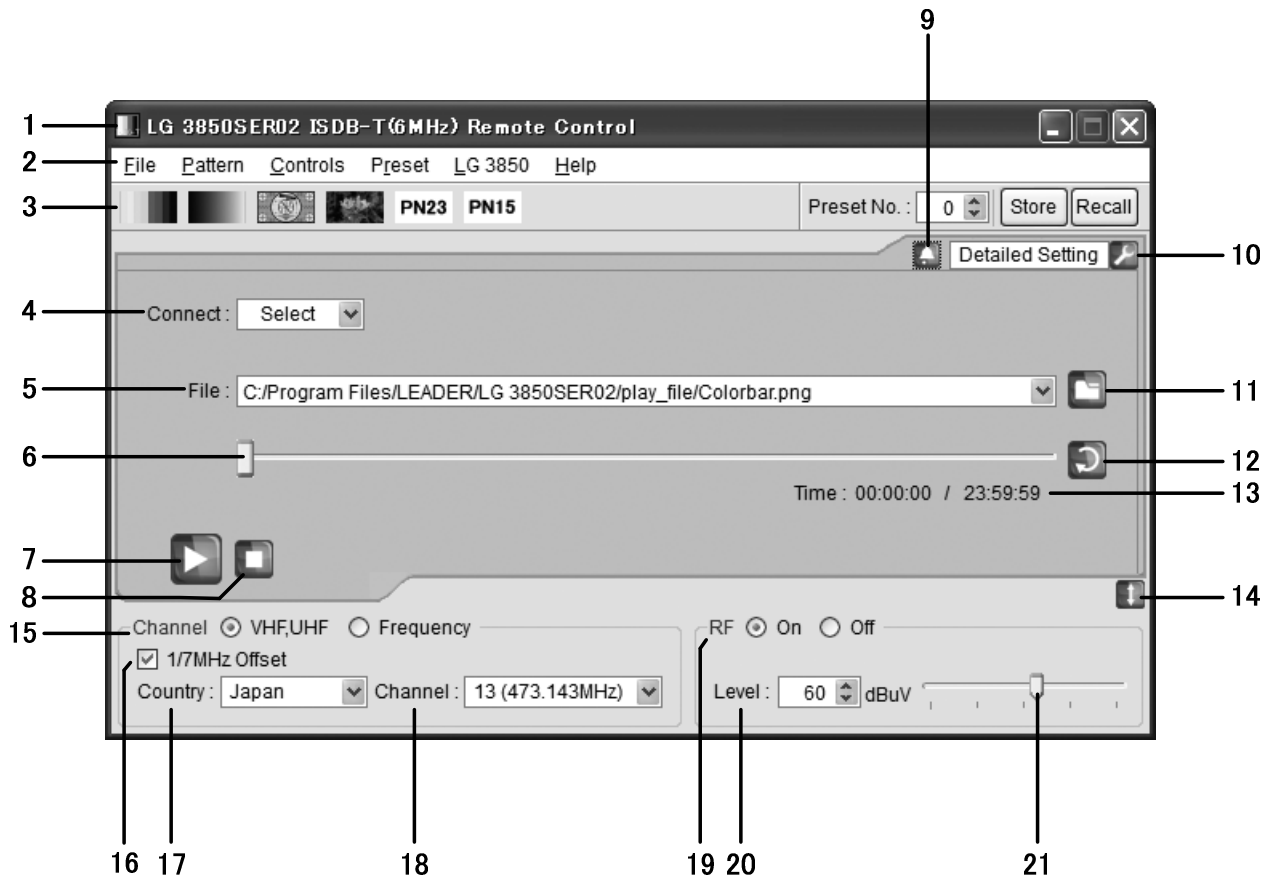 9
1 LG 3850SER02 ISDB-T(6MHz) Remote Control
2 File Pattern Controls Preset LG 3850 Help
3 PN23 PN15 Preset No. : 0 Store Recall
Detailed Setting 10
4 Connect : Select
5 File : C:/Program Files/LEADER/LG 3850SER02/play_file/Colorbar.png 11
6 12
Time : 00:00:00 / 23:59:59 13
7
8 14
15 Channel VHF,UHF Frequency RF On Off
1/7MHz Offset
Country : Japan Channel : 13 (473.143MHz) Level : 60 dBuV
16 17 18 19 20 21